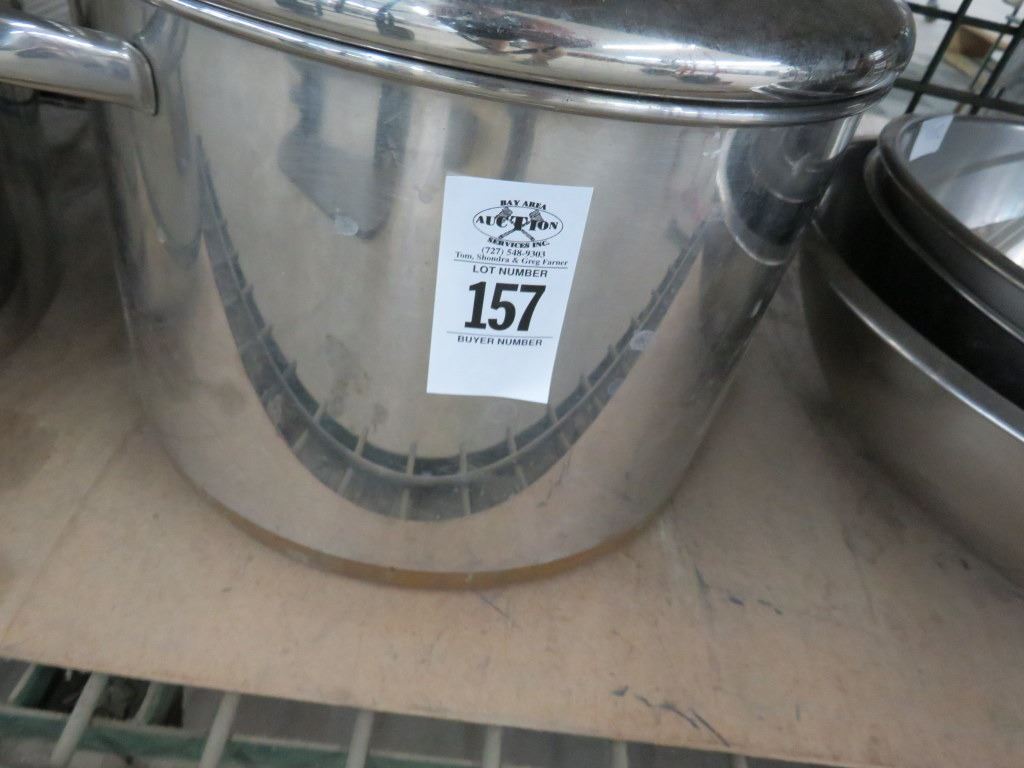 BAY AREA
AUCTION
SERVICES INC.
(727) 548-9303
Tom, Shondra & Greg Farner
LOT NUMBER
157
BUYER NUMBER